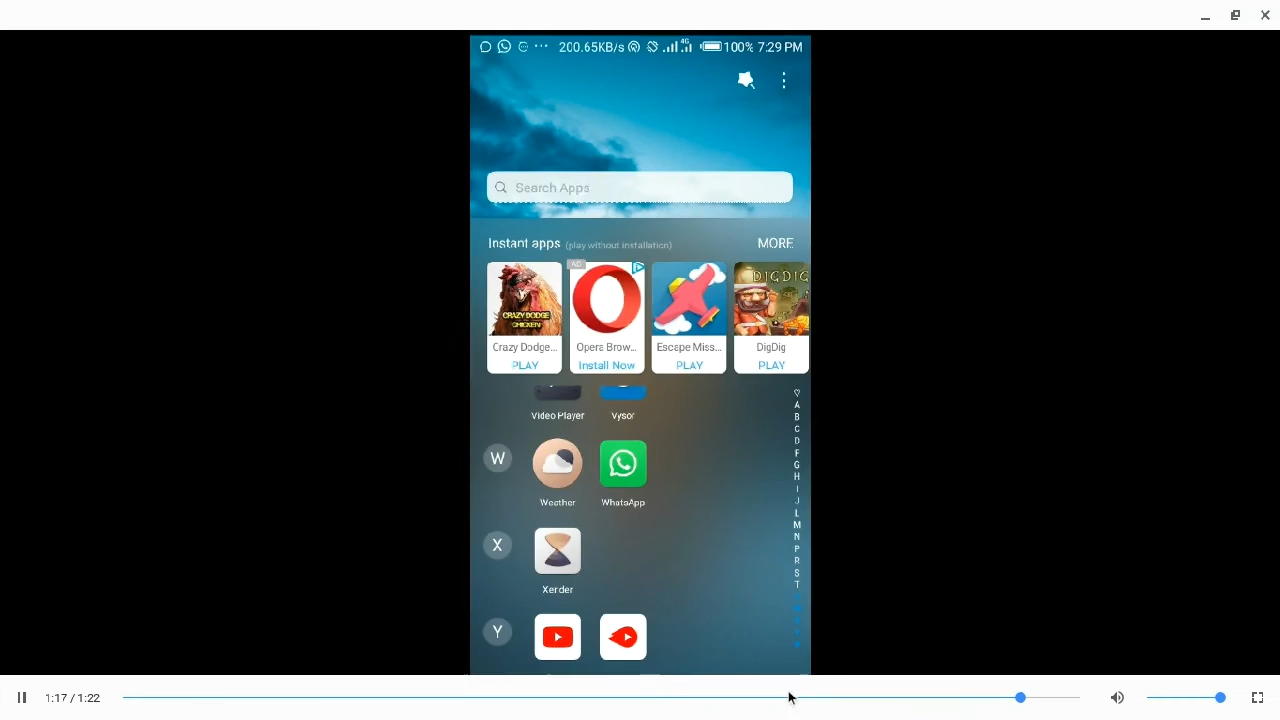 200.65KB/s 4G 100% 7:29 PM
Search Apps
Instant apps (play without installation) MORE
CRAZY DODGE
CHICKEN
AD
DIGDIG
Crazy Dodge... Opera Brow... Escape Miss... DigDig
PLAY Install Now PLAY PLAY
Video Player Vysor
W
Weather WhatsApp
X
Xender
Y
A
B
C
D
F
G
H
I
J
L
M
N
P
R
S
T
1:17 / 1:22